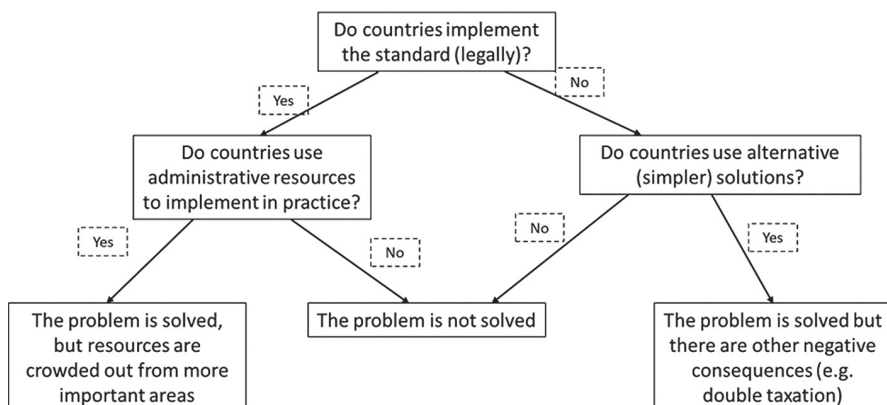 Do countries implement
the standard (legally)?
Yes
No
Do countries use
administrative resources
to implement in practice?
Do countries use alternative
(simpler) solutions?
Yes
No
No
Yes
The problem is solved,
but resources are
crowded out from more
important areas
The problem is not solved
The problem is solved but
there are other negative
consequences (e.g.
double taxation)